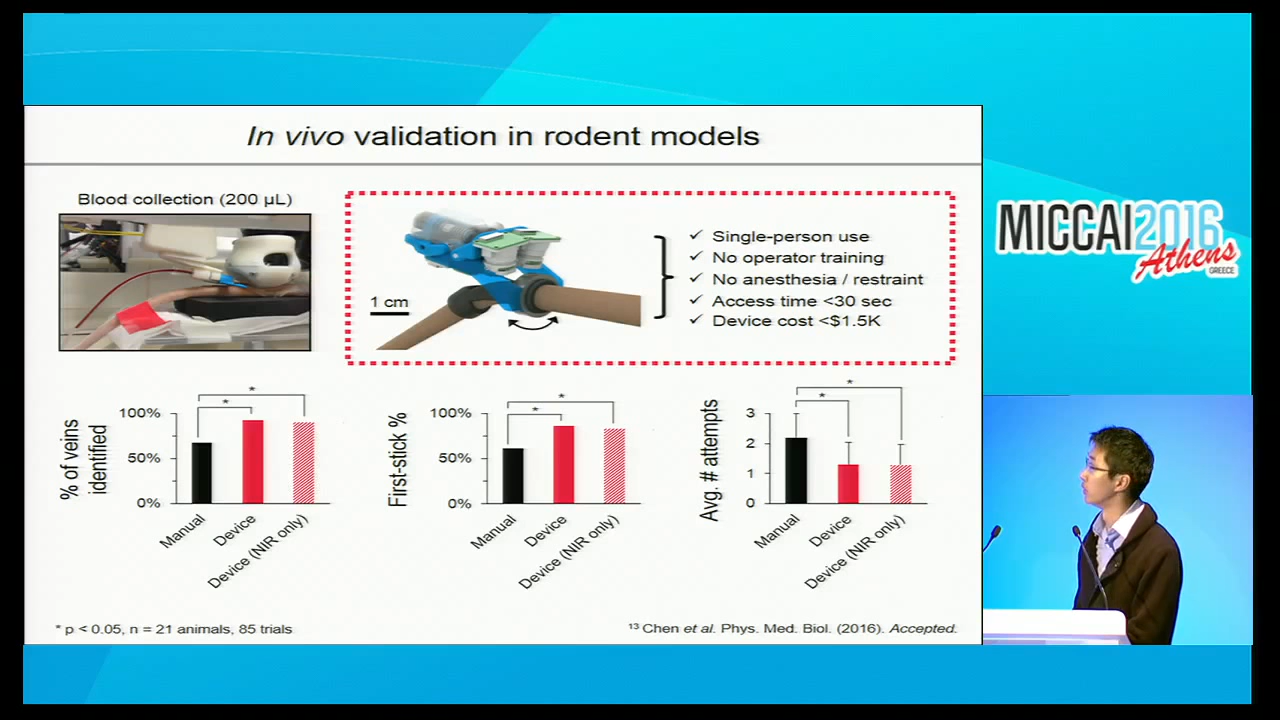 In vivo validation in rodent models
Blood collection (200 µL)
1 cm
✓ Single-person use
✓ No operator training
✓ No anesthesia / restraint
✓ Access time <30 sec
✓ Device cost <$1.5K
% of veins
identified
100%
50%
0%
*
*
Manual
Device
Device (NIR only)
First-stick %
100%
50%
0%
*
*
Manual
Device
Device (NIR only)
Avg. # attempts
3
2
1
0
*
*
Manual
Device
Device (NIR only)
* p < 0.05, n = 21 animals, 85 trials
13 Chen et al. Phys. Med. Biol. (2016). Accepted.
MICCAI2016
Athens
GREECE